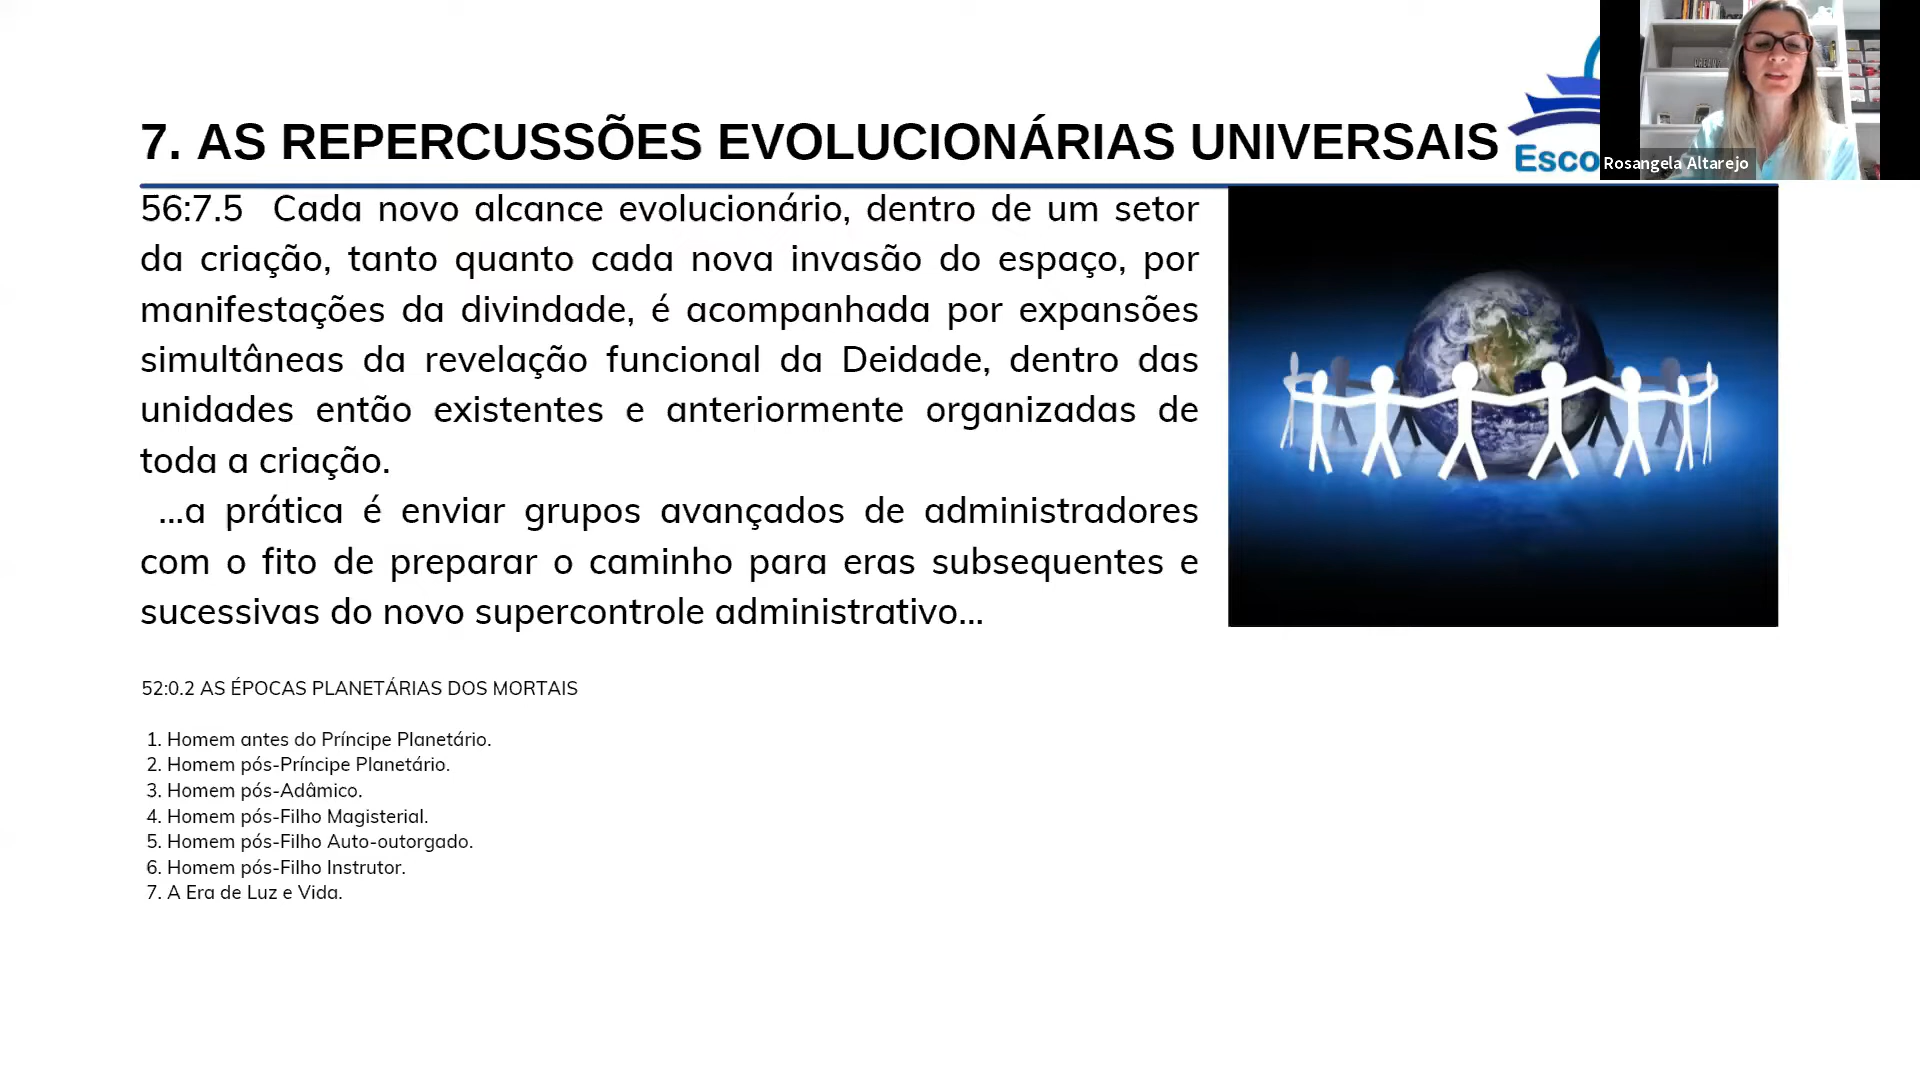 7. AS REPERCUSSÕES EVOLUCIONÁRIAS UNIVERSAIS
Esco
Rosangela Altarejo
56:7.5 Cada novo alcance evolucionário, dentro de um setor
da criação, tanto quanto cada nova invasão do espaço, por
manifestações da divindade, é acompanhada por expansões
simultâneas da revelação funcional da Deidade, dentro das
unidades então existentes e anteriormente organizadas de
toda a criação.
...a prática é enviar grupos avançados de administradores
com o fito de preparar o caminho para eras subsequentes e
sucessivas do novo supercontrole administrativo...
52:0.2 AS ÉPOCAS PLANETÁRIAS DOS MORTAIS
1. Homem antes do Príncipe Planetário.
2. Homem pós-Príncipe Planetário.
3. Homem pós-Adâmico.
4. Homem pós-Filho Magisterial.
5. Homem pós-Filho Auto-outorgado.
6. Homem pós-Filho Instrutor.
7. A Era de Luz e Vida.